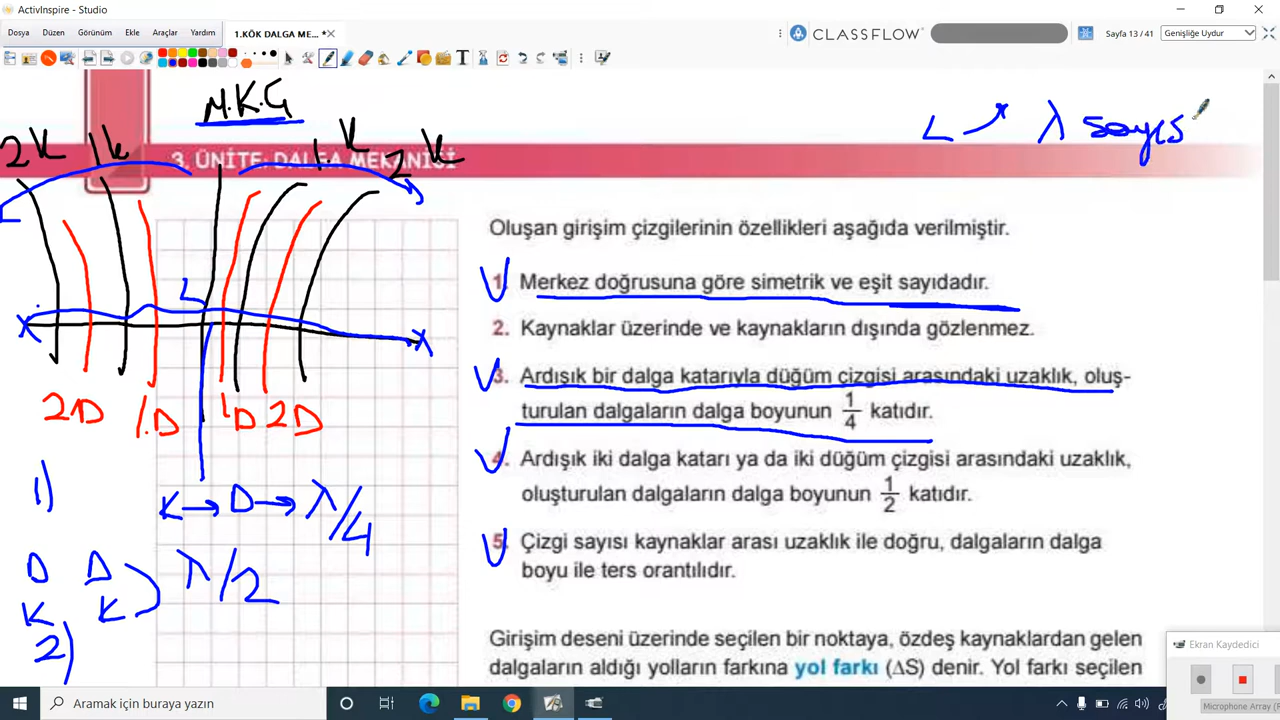 ActivInspire - Studio
Dosya Düzen Görünüm Ekle Araçlar Yardım
1.KÖK DALGA ME... *
CLASSFLOW
Sayfa 13 / 41
Genişliğe Uydur
M.K.G
L λ sayıs
2K 1k 1.K 2K
3. ÜNİTE: DALGA MEKANİĞİ
Oluşan girişim çizgilerinin özellikleri aşağıda verilmiştir.
1. Merkez doğrusuna göre simetrik ve eşit sayıdadır.
2. Kaynaklar üzerinde ve kaynakların dışında gözlenmez.
3. Ardışık bir dalga katarıyla düğüm çizgisi arasındaki uzaklık, oluş-
turulan dalgaların dalga boyunun 1/4 katıdır.
4. Ardışık iki dalga katarı ya da iki düğüm çizgisi arasındaki uzaklık,
oluşturulan dalgaların dalga boyunun 1/2 katıdır.
5. Çizgi sayısı kaynaklar arası uzaklık ile doğru, dalgaların dalga
boyu ile ters orantılıdır.
Girişim deseni üzerinde seçilen bir noktaya, özdeş kaynaklardan gelen
dalgaların aldığı yolların farkına yol farkı (ΔS) denir. Yol farkı seçilen
L
X X
2D 1.D 1D 2D
1)
K → D → λ/4
D D
K K λ/2
2)
Ekran Kaydedici
Microphone Array (R
Aramak için buraya yazın